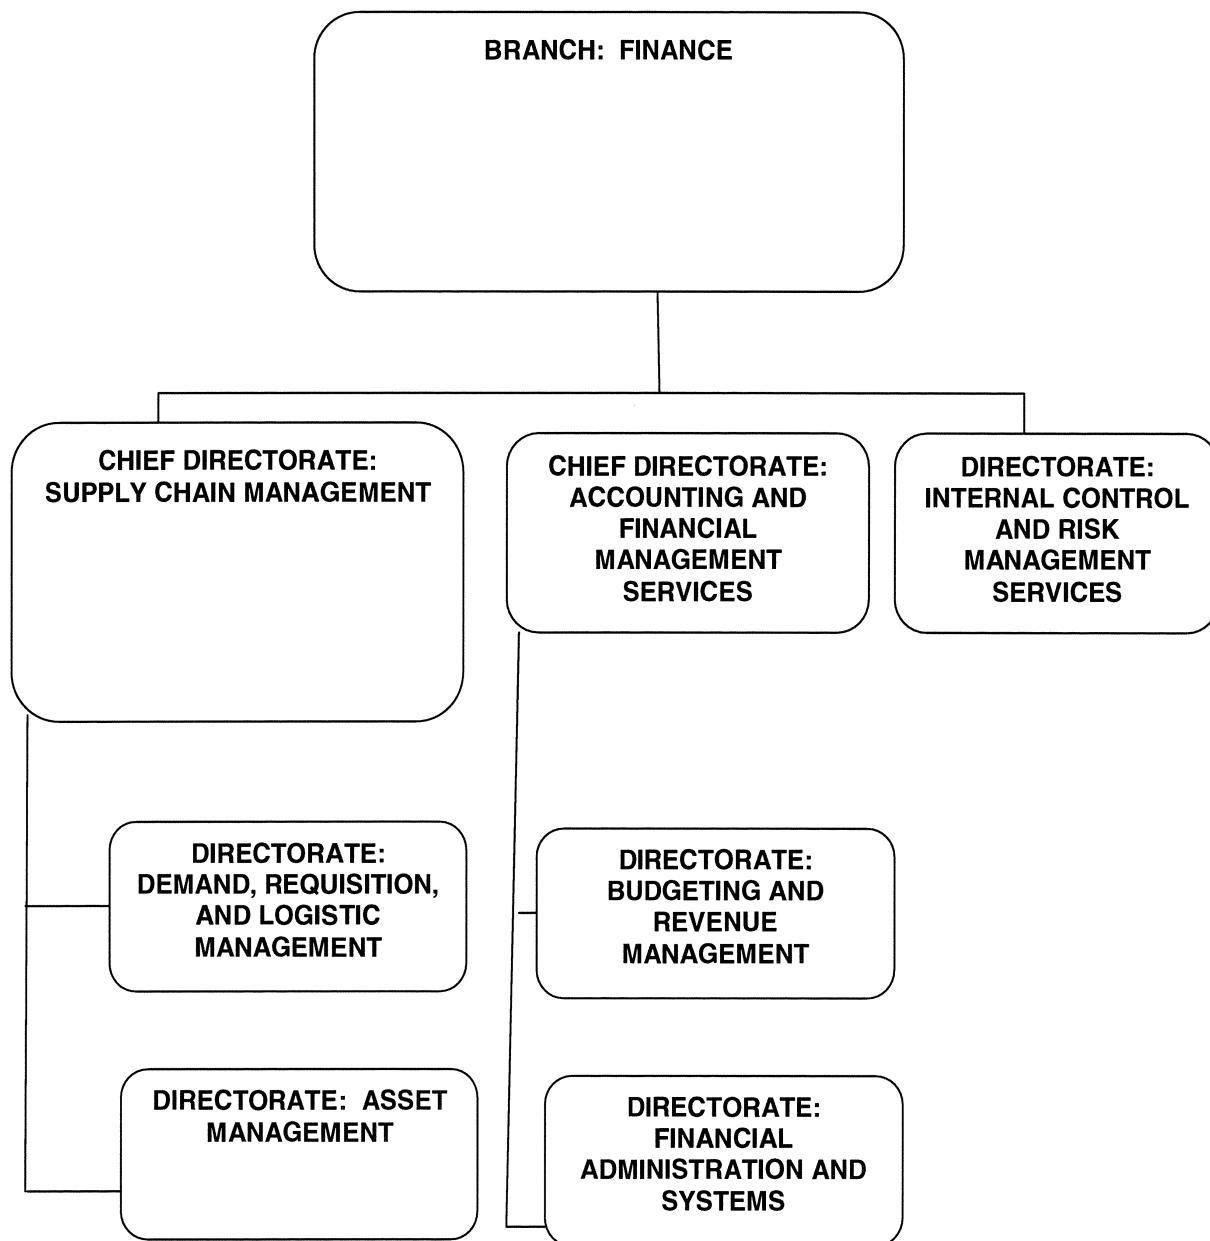 BRANCH: FINANCE
CHIEF DIRECTORATE:
SUPPLY CHAIN MANAGEMENT
CHIEF DIRECTORATE:
ACCOUNTING AND
FINANCIAL
MANAGEMENT
SERVICES
DIRECTORATE:
INTERNAL CONTROL
AND RISK
MANAGEMENT
SERVICES
DIRECTORATE:
DEMAND, REQUISITION,
AND LOGISTIC
MANAGEMENT
DIRECTORATE:
BUDGETING AND
REVENUE
MANAGEMENT
DIRECTORATE: ASSET
MANAGEMENT
DIRECTORATE:
FINANCIAL
ADMINISTRATION AND
SYSTEMS